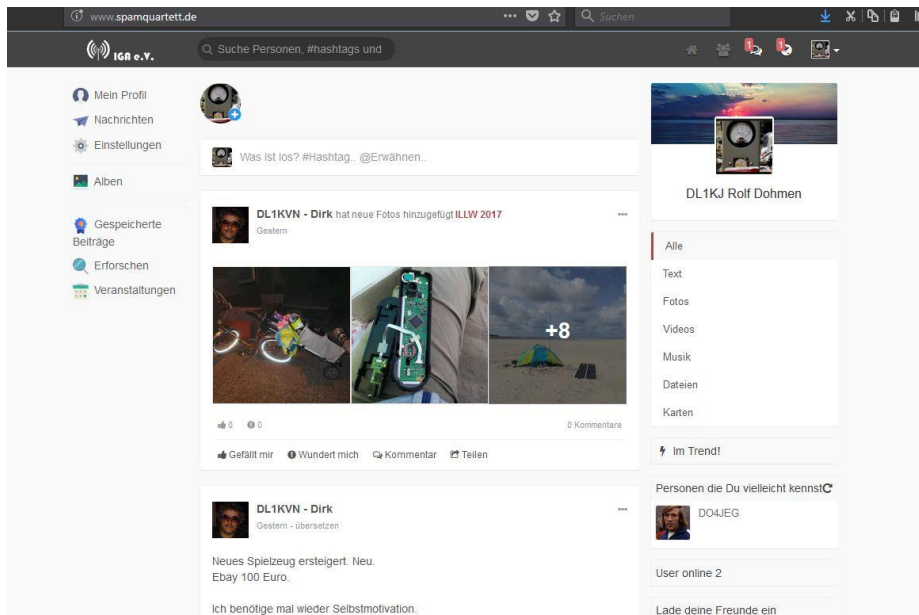 www.spamquartett.de
Suchen
IGA e.V.
Suche Personen, #hashtags und
1
1
Mein Profil
Nachrichten
Einstellungen
Alben
Gespeicherte
Beiträge
Erforschen
Veranstaltungen
Was ist los? #Hashtag.. @Erwähnen..
DL1KVN - Dirk hat neue Fotos hinzugefügt ILLW 2017
Gestern
+8
0 0 0 Kommentare
Gefällt mir Wundert mich Kommentar Teilen
DL1KVN - Dirk
Gestern - übersetzen
Neues Spielzeug ersteigert. Neu.
Ebay 100 Euro.
Ich benötige mal wieder Selbstmotivation.
DL1KJ Rolf Dohmen
Alle
Text
Fotos
Videos
Musik
Dateien
Karten
Im Trend!
Personen die Du vielleicht kennst
DO4JEG
User online 2
Lade deine Freunde ein